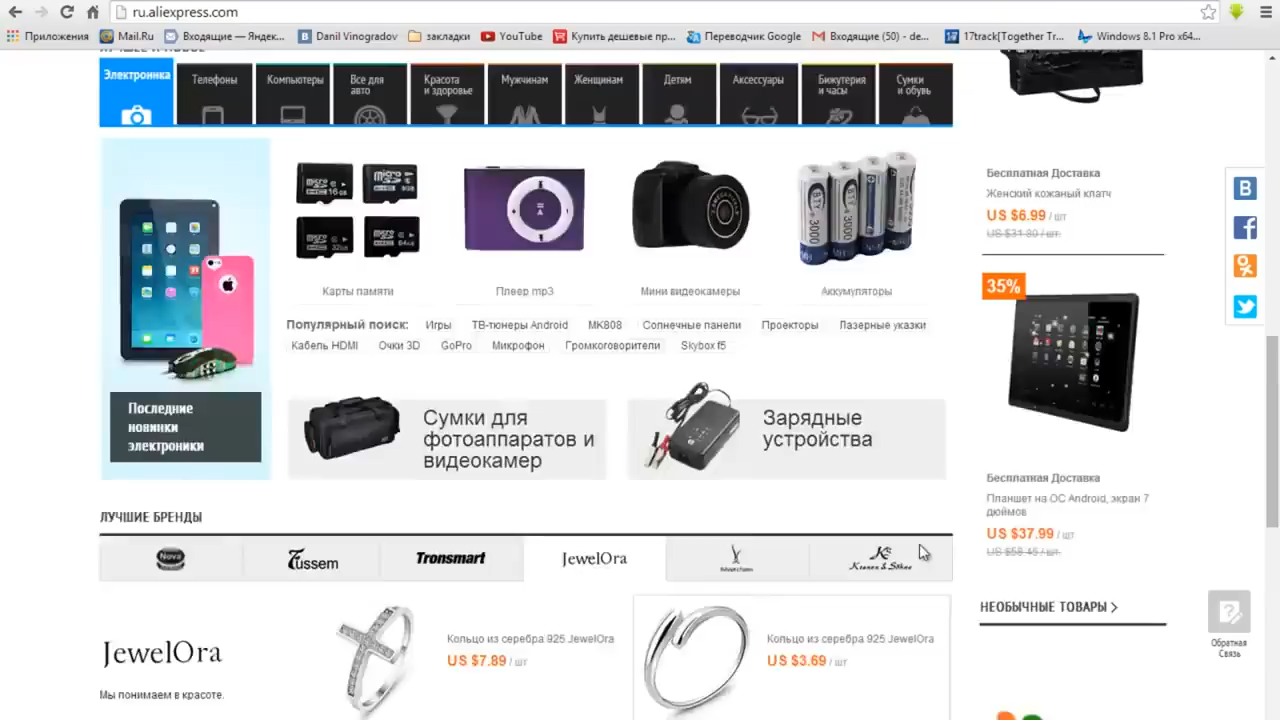 ru.aliexpress.com
Приложения
Mail.Ru
Входящие — Яндек...
Danil Vinogradov
закладки
YouTube
Купить дешевые пр...
Переводчик Google
Входящие (50) - de...
17track[Together Tr...
Windows 8.1 Pro x64...
Электроника
Телефоны
Компьютеры
Все для
авто
Красота
и здоровье
Мужчинам
Женщинам
Детям
Аксессуары
Бижутерия
и часы
Сумки
и обувь
Карты памяти
Плеер mp3
Мини видеокамеры
Аккумуляторы
Популярный поиск: Игры ТВ-тюнеры Android MK808 Солнечные панели Проекторы Лазерные указки
Кабель HDMI Очки 3D GoPro Микрофон Громкоговорители Skybox f5
Последние
новинки
электроники
Сумки для
фотоаппаратов и
видеокамер
Зарядные
устройства
ЛУЧШИЕ БРЕНДЫ
Nova
Tussem
Tronsmart
JewelOra
Kronen & Söhne
JewelOra
Мы понимаем в красоте.
Кольцо из серебра 925 JewelOra
US $7.89 / шт
Кольцо из серебра 925 JewelOra
US $3.69 / шт
Бесплатная Доставка
Женский кожаный клатч
US $6.99 / шт
US $31.80 / шт.
35%
Бесплатная Доставка
Планшет на ОС Android, экран 7
дюймов
US $37.99 / шт
US $58.45 / шт.
НЕОБЫЧНЫЕ ТОВАРЫ >
Обратная
Связь